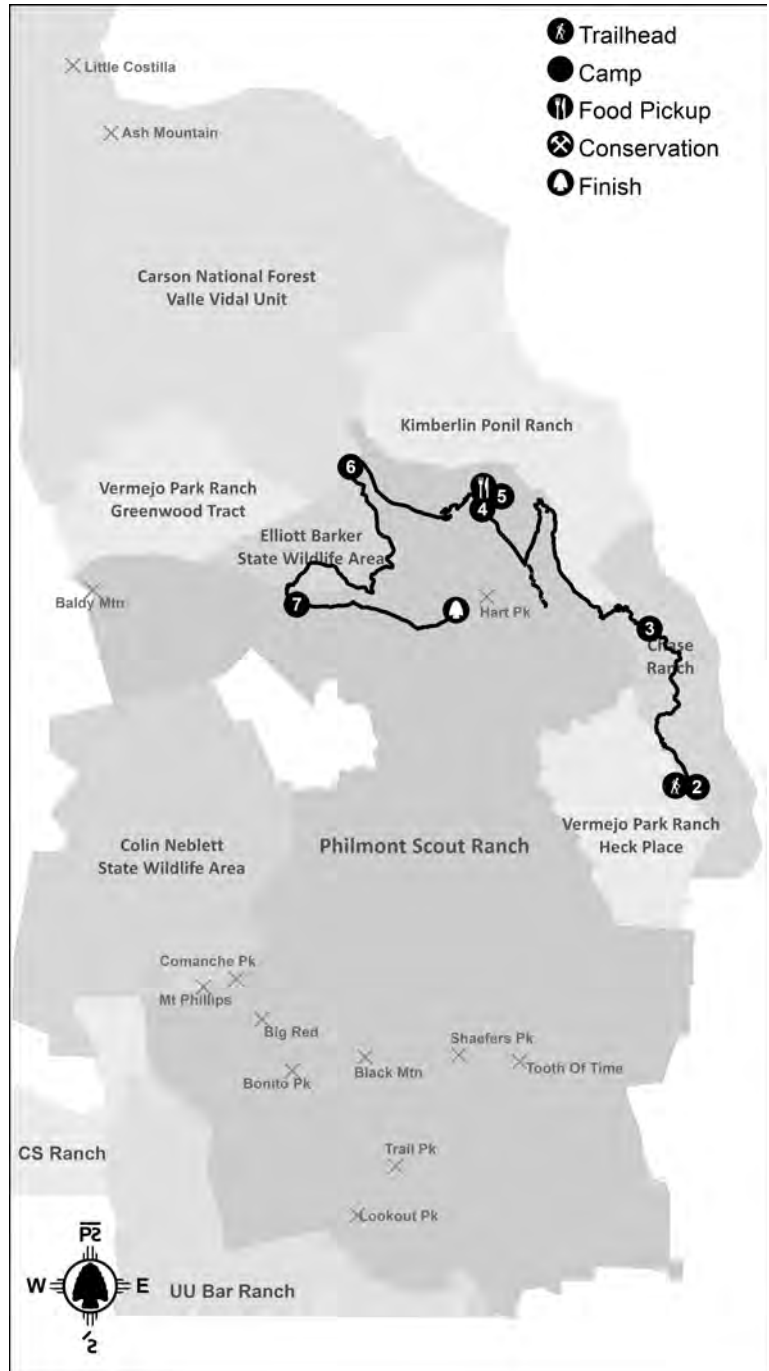 Trailhead
Camp
Food Pickup
Conservation
Finish
Little Costilla
Ash Mountain
Carson National Forest
Valle Vidal Unit
Kimberlin Ponil Ranch
Vermejo Park Ranch
Greenwood Tract
6
5
4
Elliott Barker
State Wildlife Area
Baldy Mtn
7
Hart Pk
3
Chase
Ranch
2
Vermejo Park Ranch
Heck Place
Colin Neblett
State Wildlife Area
Philmont Scout Ranch
Comanche Pk
Mt Phillips
Big Red
Bonito Pk
Black Mtn
Shaefers Pk
Tooth Of Time
Trail Pk
Lookout Pk
CS Ranch
UU Bar Ranch
W
E